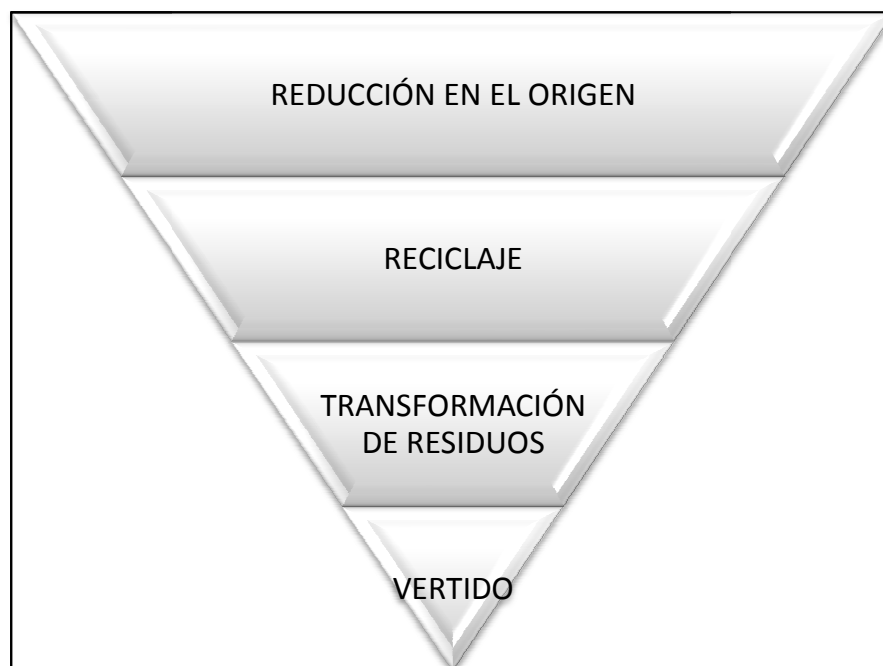 REDUCCIÓN EN EL ORIGEN
RECICLAJE
TRANSFORMACIÓN
DE RESIDUOS
VERTIDO